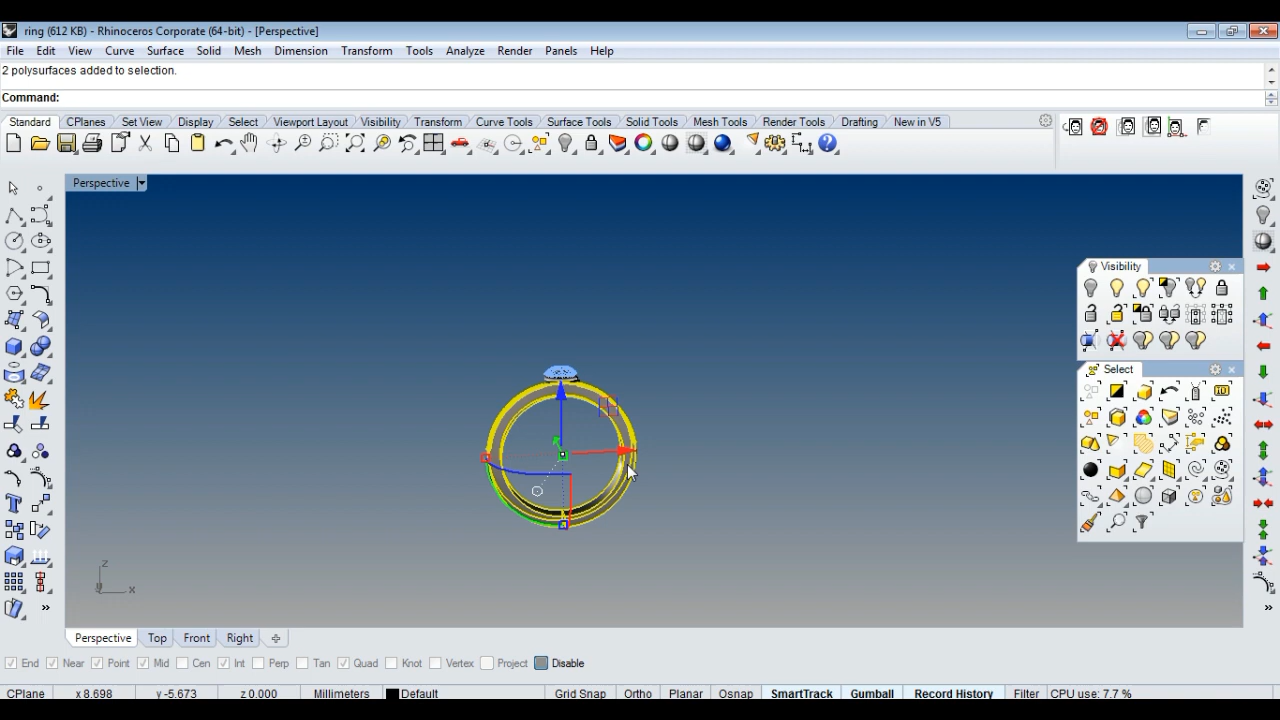 ring (612 KB) - Rhinoceros Corporate (64-bit) - [Perspective]
File Edit View Curve Surface Solid Mesh Dimension Transform Tools Analyze Render Panels Help
2 polysurfaces added to selection.
Command:
Standard CPlanes Set View Display Select Viewport Layout Visibility Transform Curve Tools Surface Tools Solid Tools Mesh Tools Render Tools Drafting New in V5
Perspective
Visibility
Select
z
y x
Perspective Top Front Right
End Near Point Mid Cen Int Perp Tan Quad Knot Vertex Project Disable
CPlane x 8.698 y -5.673 z 0.000 Millimeters Default Grid Snap Ortho Planar Osnap SmartTrack Gumball Record History Filter CPU use: 7.7 %